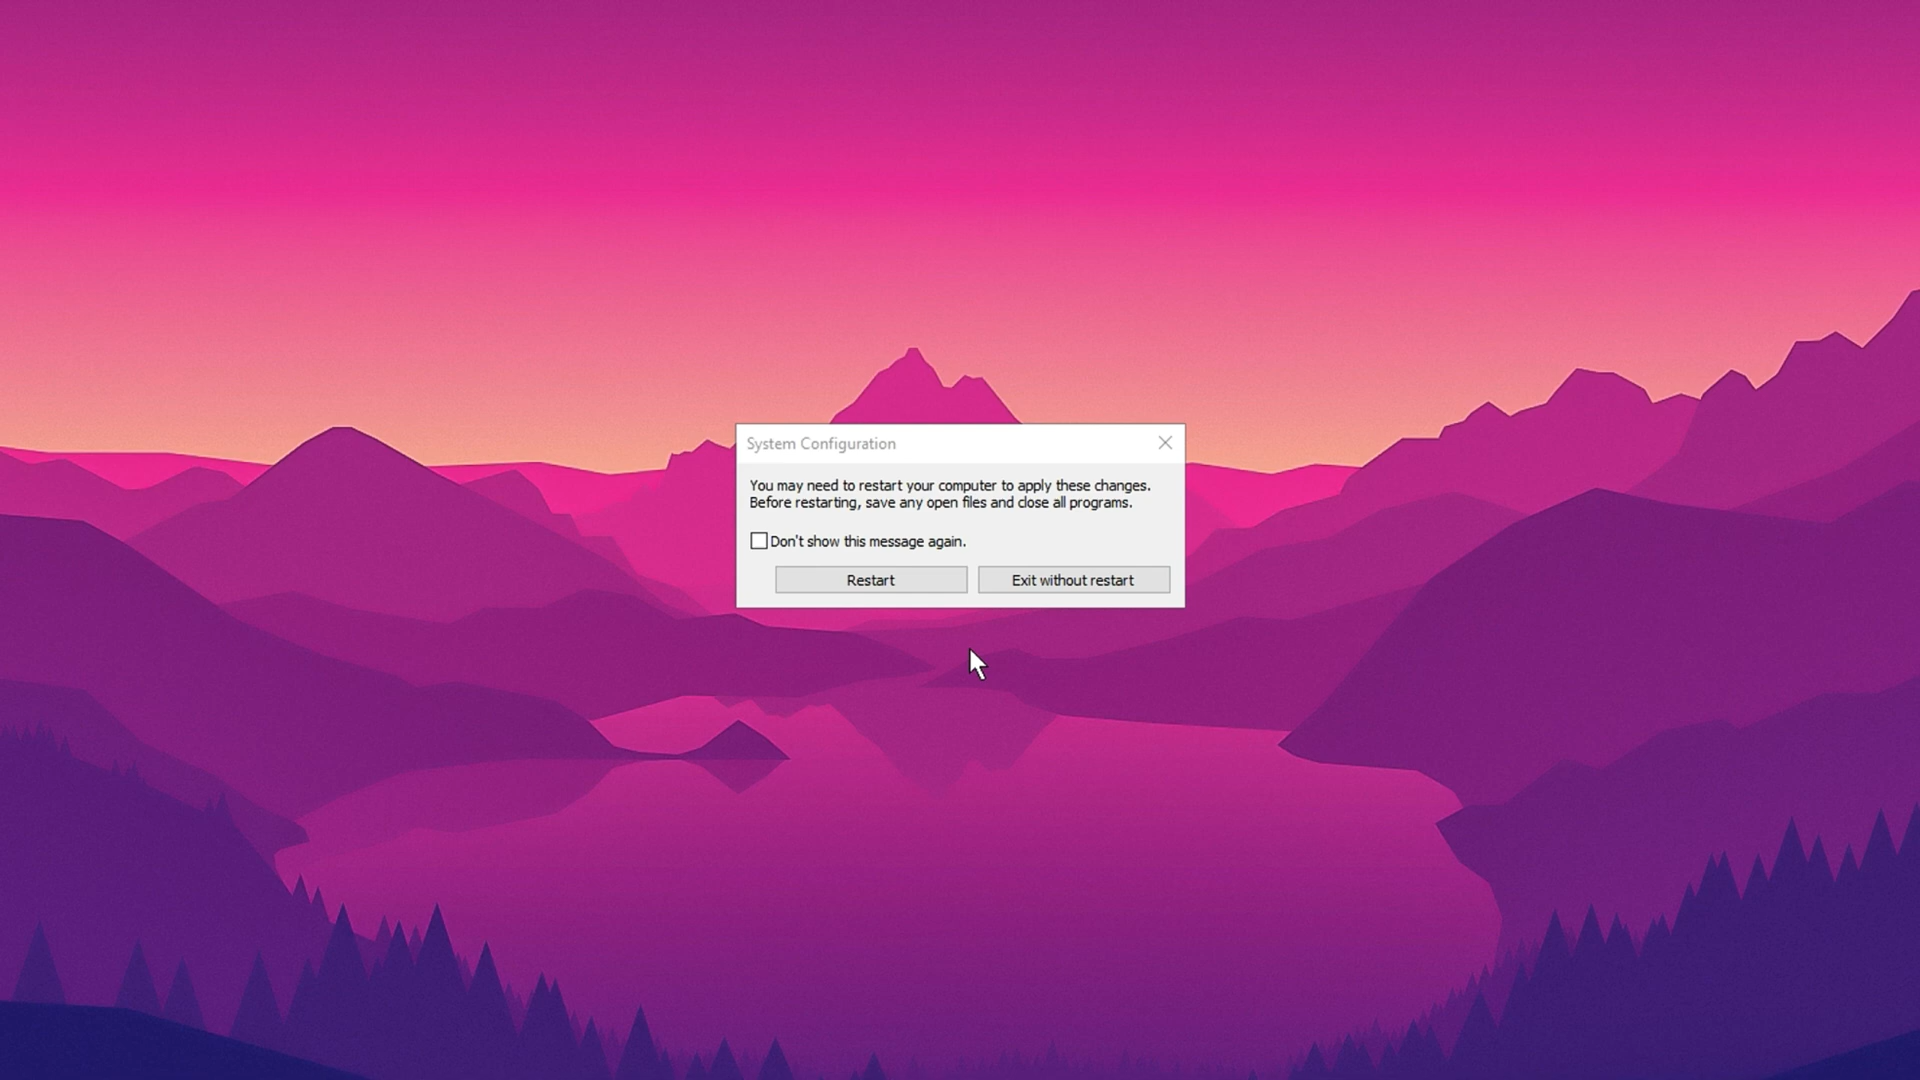 System Configuration
You may need to restart your computer to apply these changes.
Before restarting, save any open files and close all programs.
Don't show this message again.
Restart
Exit without restart